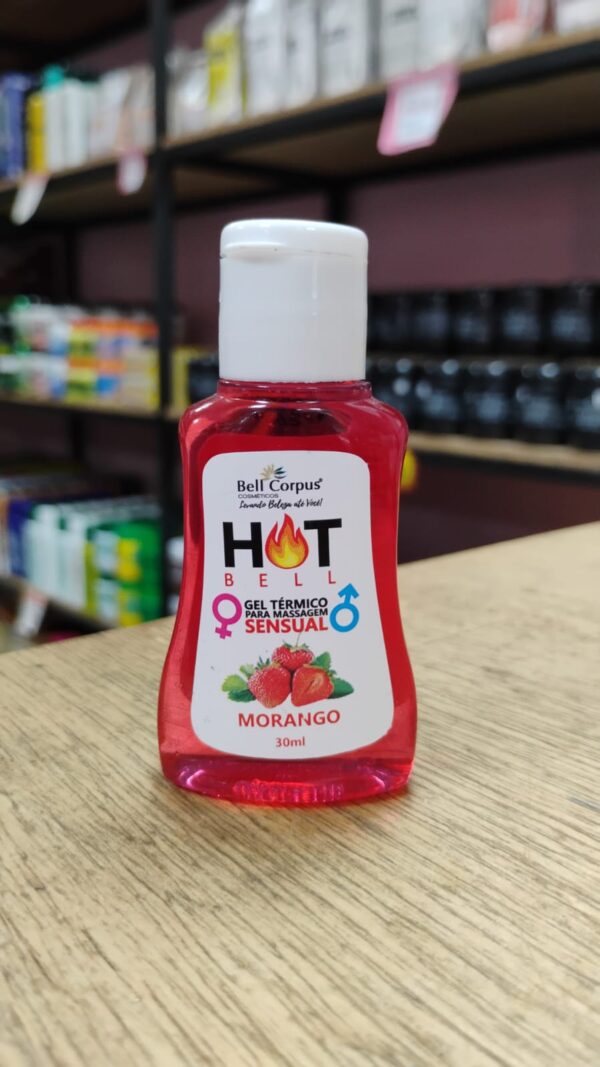 Bell Corpus®
COSMÉTICOS
Levando Beleza até Você!
HOT
BELL
GEL TÉRMICO
PARA MASSAGEM
SENSUAL
MORANGO
30ml